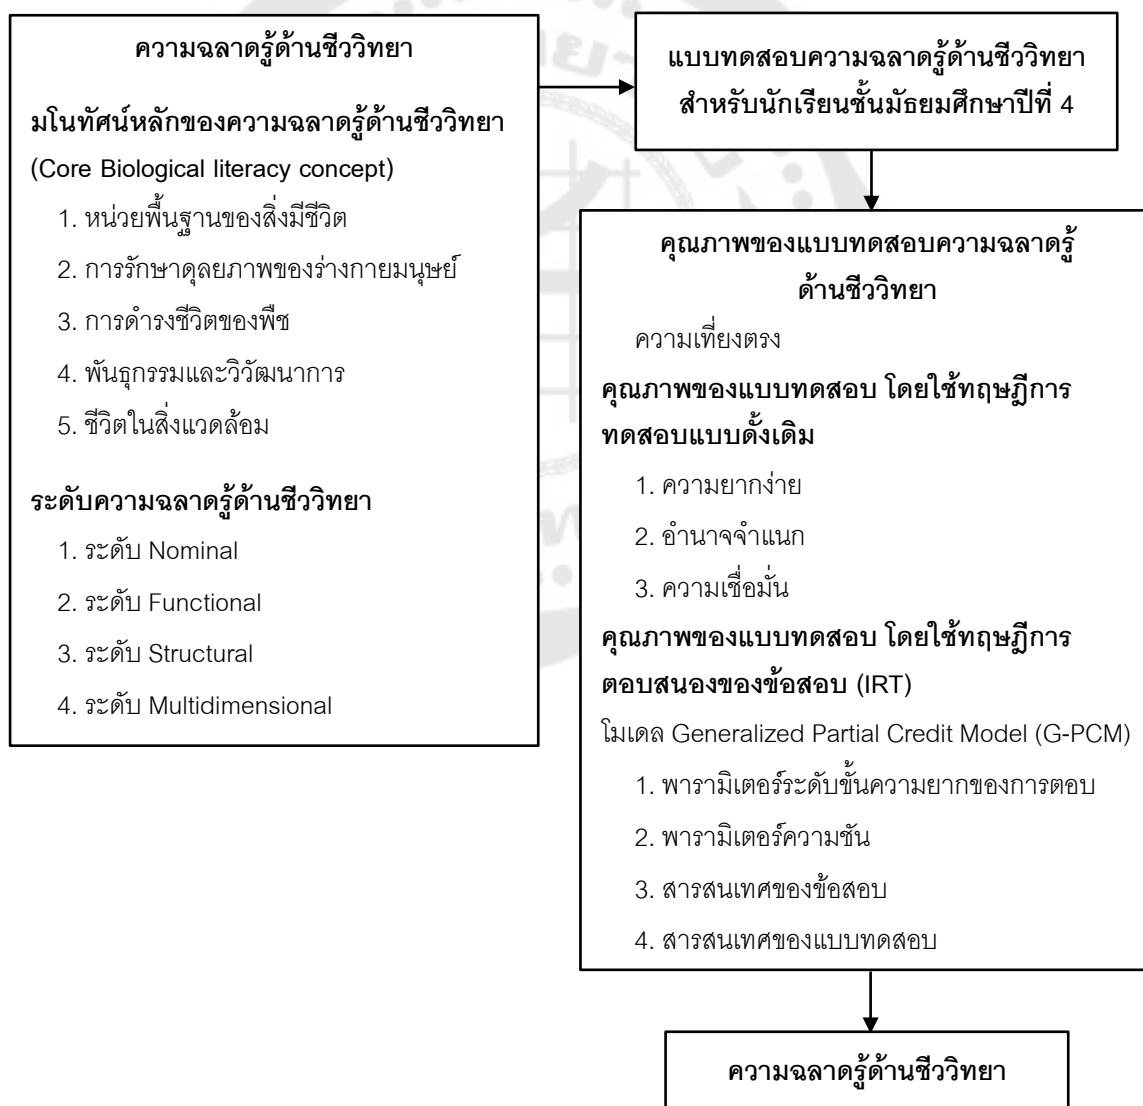 ความฉลาดรู้ด้านชีววิทยา
มโนทัศน์หลักของความฉลาดรู้ด้านชีววิทยา
(Core Biological literacy concept)
1. หน่วยพื้นฐานของสิ่งมีชีวิต
2. การรักษาดุลยภาพของร่างกายมนุษย์
3. การดำรงชีวิตของพืช
4. พันธุกรรมและวิวัฒนาการ
5. ชีวิตในสิ่งแวดล้อม
ระดับความฉลาดรู้ด้านชีววิทยา
1. ระดับ Nominal
2. ระดับ Functional
3. ระดับ Structural
4. ระดับ Multidimensional
แบบทดสอบความฉลาดรู้ด้านชีววิทยา
สำหรับนักเรียนชั้นมัธยมศึกษาปีที่ 4
คุณภาพของแบบทดสอบความฉลาดรู้
ด้านชีววิทยา
ความเที่ยงตรง
คุณภาพของแบบทดสอบ โดยใช้ทฤษฎีการ
ทดสอบแบบดั้งเดิม
1. ความยากง่าย
2. อำนาจจำแนก
3. ความเชื่อมั่น
คุณภาพของแบบทดสอบ โดยใช้ทฤษฎีการ
ตอบสนองของข้อสอบ (IRT)
โมเดล Generalized Partial Credit Model (G-PCM)
1. พารามิเตอร์ระดับขั้นความยากของการตอบ
2. พารามิเตอร์ความชัน
3. สารสนเทศของข้อสอบ
4. สารสนเทศของแบบทดสอบ
ความฉลาดรู้ด้านชีววิทยา